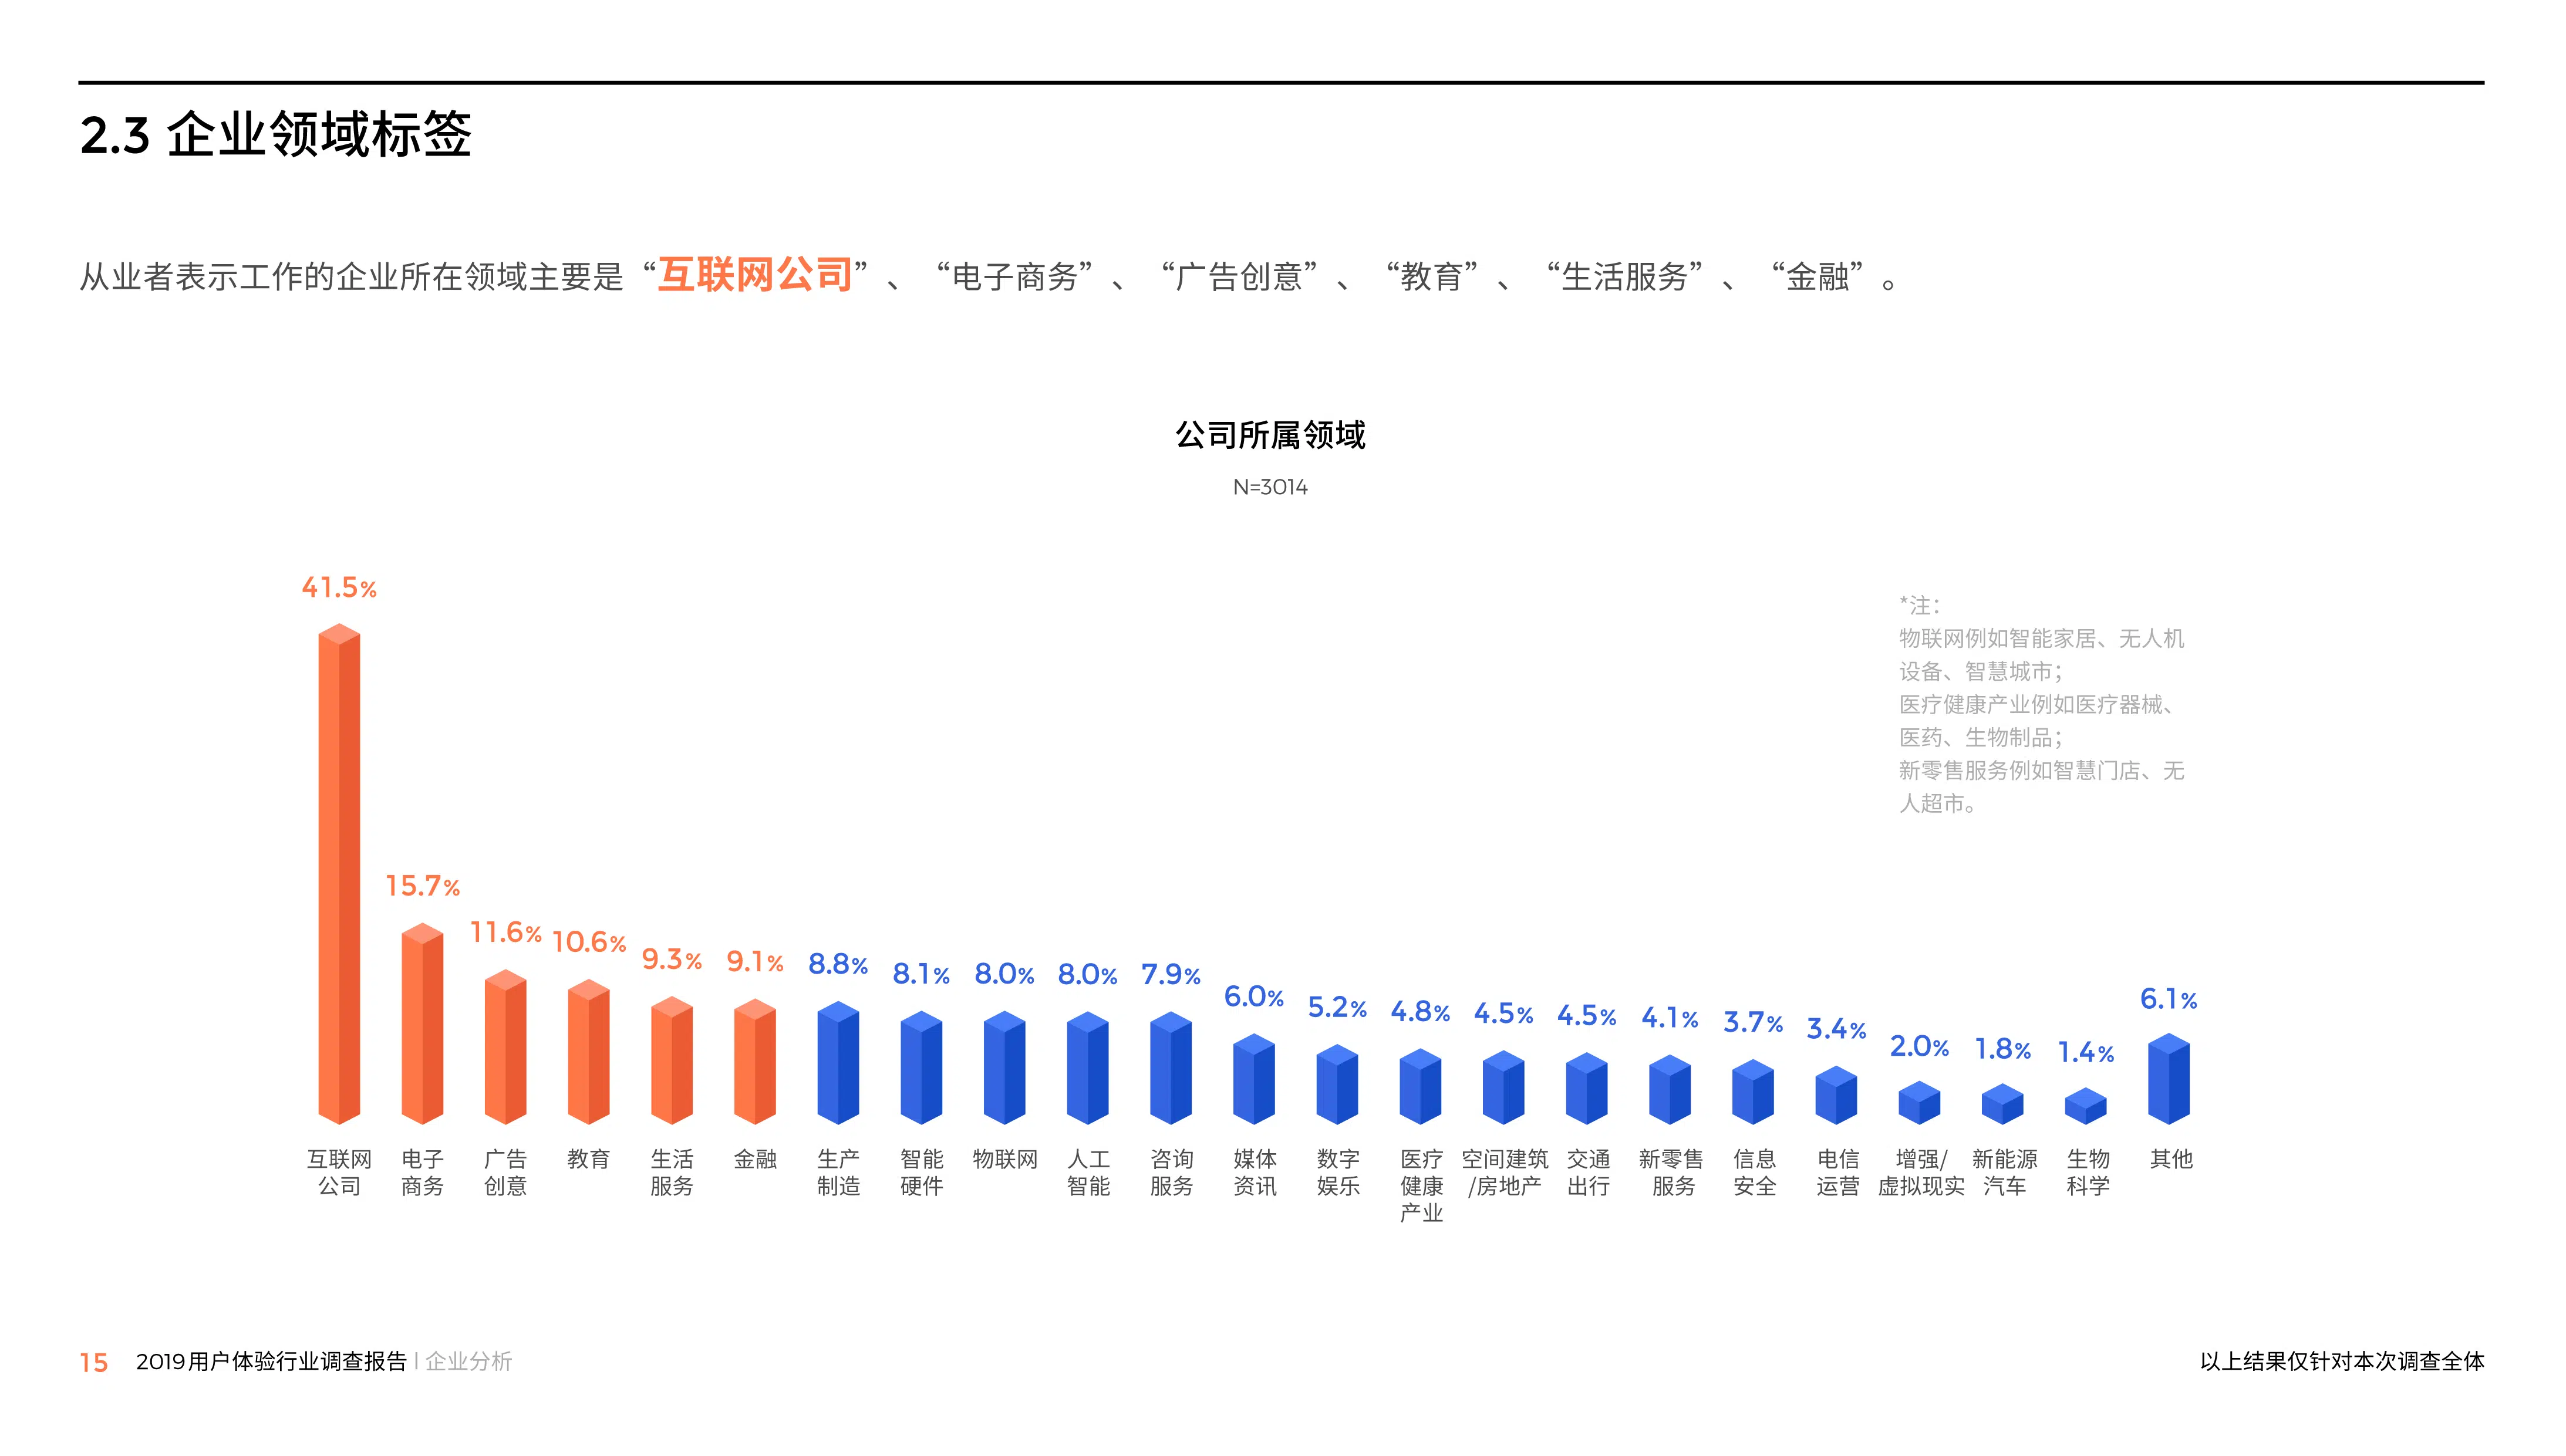 2.3 企业领域标签
从业者表示工作的企业所在领域主要是“互联网公司”、“电子商务”、“广告创意”、“教育”、“生活服务”、“金融”。
公司所属领域
N=3014
*注：
物联网例如智能家居、无人机
设备、智慧城市；
医疗健康产业例如医疗器械、
医药、生物制品；
新零售服务例如智慧门店、无
人超市。
41.5%
15.7%
11.6%
10.6%
9.3%
9.1%
8.8%
8.1%
8.0%
8.0%
7.9%
6.0%
5.2%
4.8%
4.5%
4.5%
4.1%
3.7%
3.4%
2.0%
1.8%
1.4%
6.1%
互联网
公司
电子
商务
广告
创意
教育
生活
服务
金融
生产
制造
智能
硬件
物联网
人工
智能
咨询
服务
媒体
资讯
数字
娱乐
医疗
健康
产业
空间建筑
/房地产
交通
出行
新零售
服务
信息
安全
电信
运营
增强/
虚拟现实
新能源
汽车
生物
科学
其他
15 2019用户体验行业调查报告 | 企业分析
以上结果仅针对本次调查全体